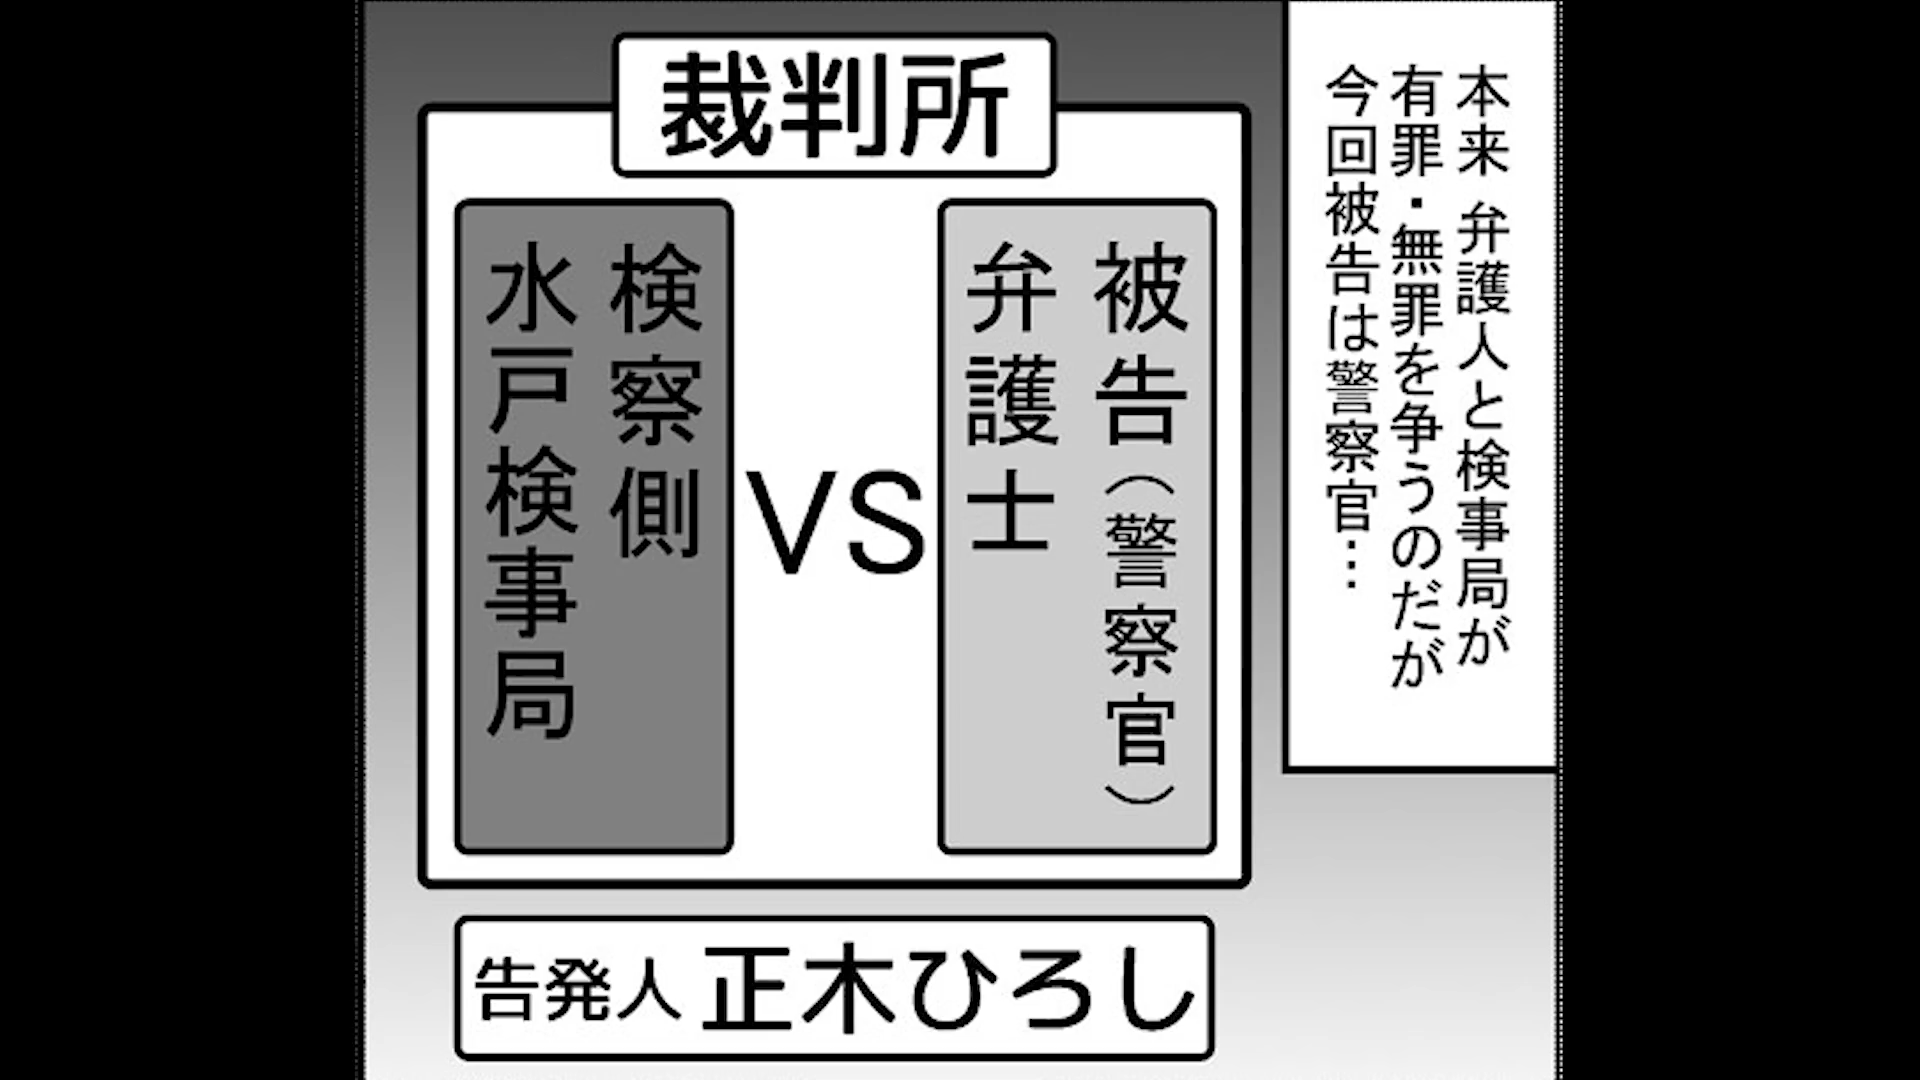 本来 弁護人と検事局が
有罪・無罪を争うのだが
今回被告は警察官…
裁判所
被告（警察官）
弁護士
VS
検察側
水戸検事局
告発人 正木ひろし